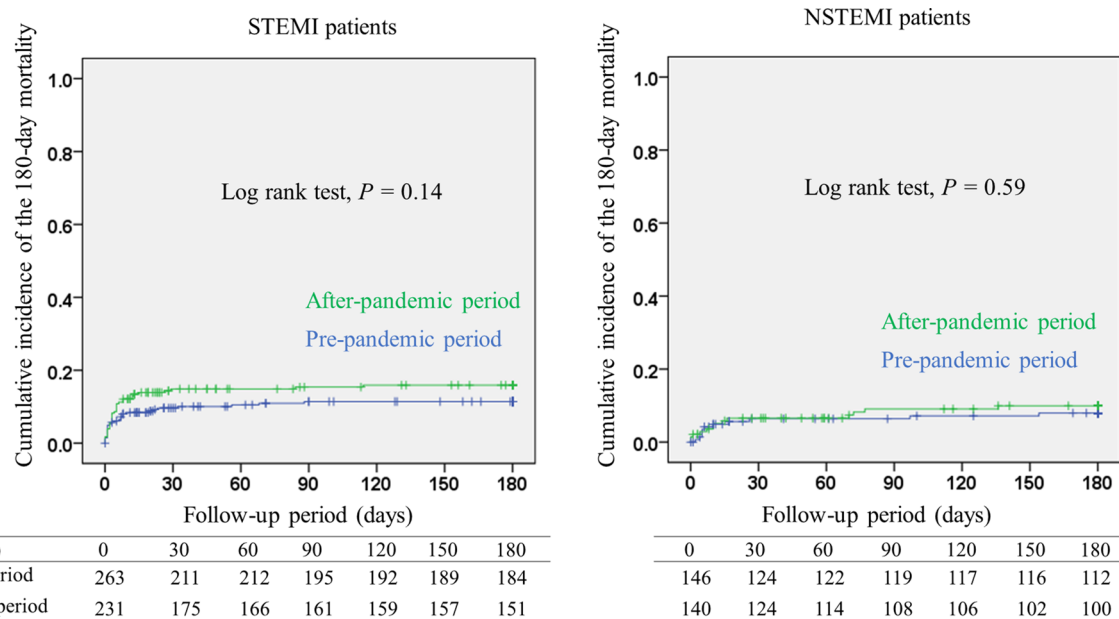 STEMI patients
Cumulative incidence of the 180-day mortality
1.0
0.8
0.6
0.4
0.2
0.0
Log rank test, P = 0.14
After-pandemic period
Pre-pandemic period
0 30 60 90 120 150 180
Follow-up period (days)
0 30 60 90 120 150 180
263 211 212 195 192 189 184
period 231 175 166 161 159 157 151
NSTEMI patients
Cumulative incidence of the 180-day mortality
1.0
0.8
0.6
0.4
0.2
0.0
Log rank test, P = 0.59
After-pandemic period
Pre-pandemic period
0 30 60 90 120 150 180
Follow-up period (days)
0 30 60 90 120 150 180
146 124 122 119 117 116 112
140 124 114 108 106 102 100